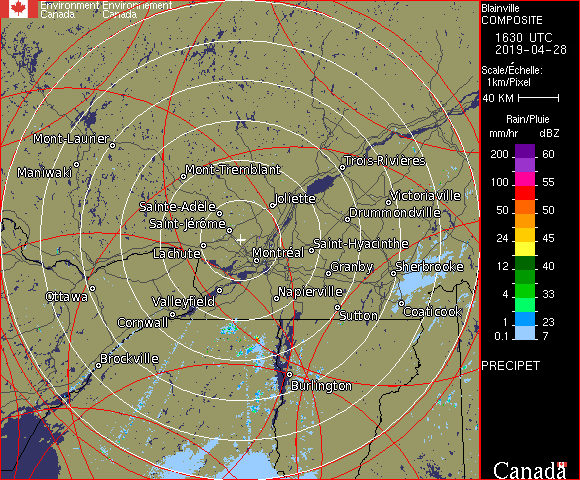 Environment Environnement
Canada Canada
Blainville
COMPOSITE
1630 UTC
2019-04-28
Scale/Échelle:
1km/Pixel
40 KM
Rain/Pluie
mm/hr dBZ
200 60
100 55
50 50
24 45
12 40
4 33
1 23
0.1 7
PRECIPET
Canada
Mont-Laurier
Maniwaki
Mont-Tremblant
Trois-Rivières
Joliette
Victoriaville
Sainte-Adèle
Drummondville
Saint-Jérôme
Lachute
Montréal
Saint-Hyacinthe
Granby
Sherbrooke
Ottawa
Valleyfield
Napierville
Coaticook
Cornwall
Sutton
Brockville
Burlington